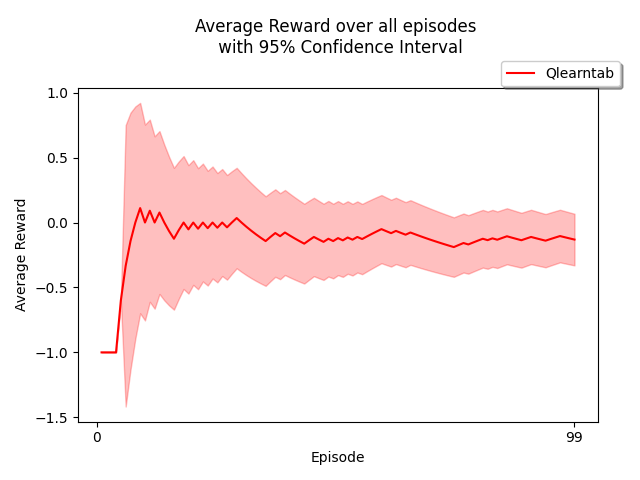 Average Reward over all episodes
with 95% Confidence Interval
Qlearntab
1.0
0.5
0.0
−0.5
−1.0
−1.5
Average Reward
0
99
Episode